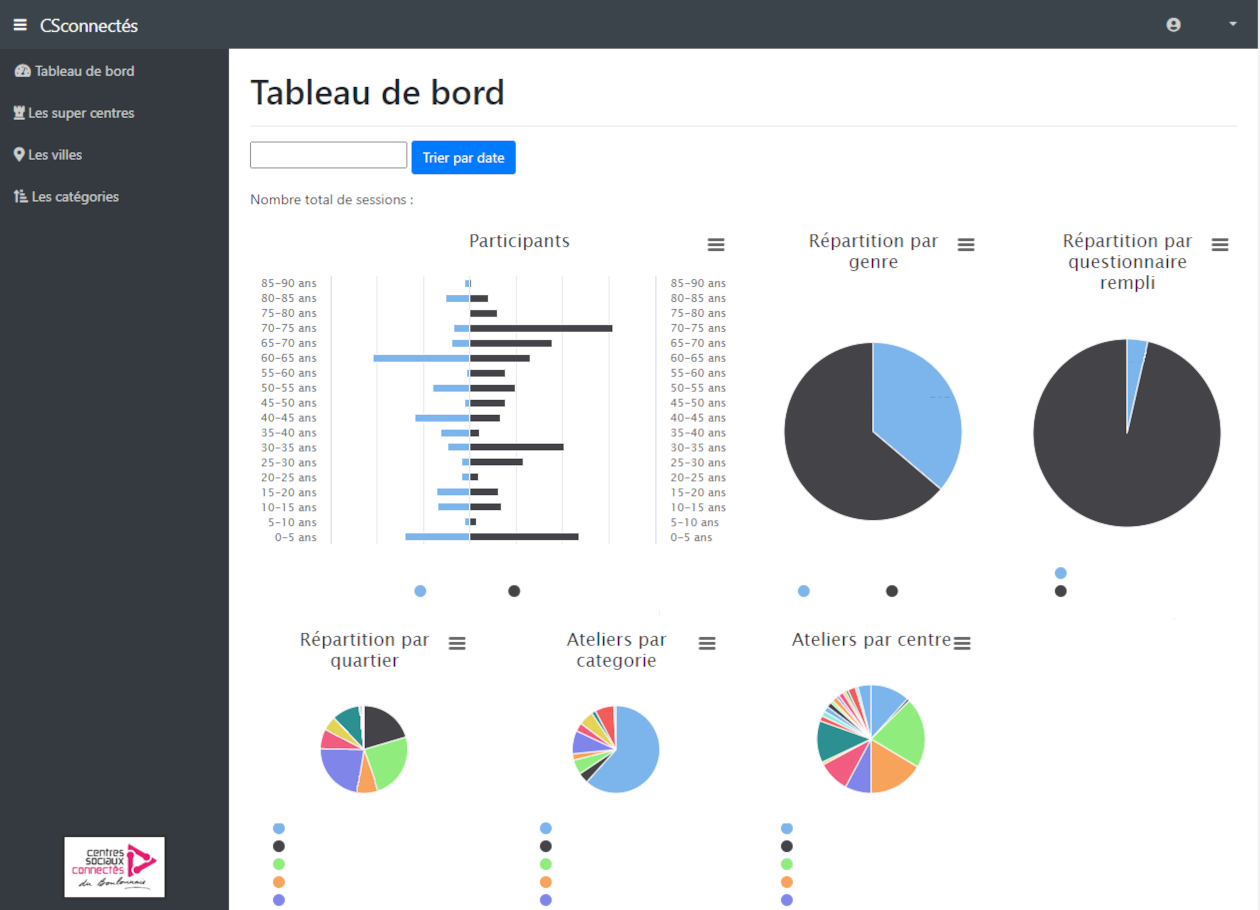 CSconnectés
Tableau de bord
Les super centres
Les villes
Les catégories
Tableau de bord
Trier par date
Nombre total de sessions :
Participants
85-90 ans
80-85 ans
75-80 ans
70-75 ans
65-70 ans
60-65 ans
55-60 ans
50-55 ans
45-50 ans
40-45 ans
35-40 ans
30-35 ans
25-30 ans
20-25 ans
15-20 ans
10-15 ans
5-10 ans
0-5 ans
85-90 ans
80-85 ans
75-80 ans
70-75 ans
65-70 ans
60-65 ans
55-60 ans
50-55 ans
45-50 ans
40-45 ans
35-40 ans
30-35 ans
25-30 ans
20-25 ans
15-20 ans
10-15 ans
5-10 ans
0-5 ans
Répartition par
genre
Répartition par
questionnaire
rempli
Répartition par
quartier
Ateliers par
categorie
Ateliers par centre
centres
sociaux
connectés
du Boulonnais